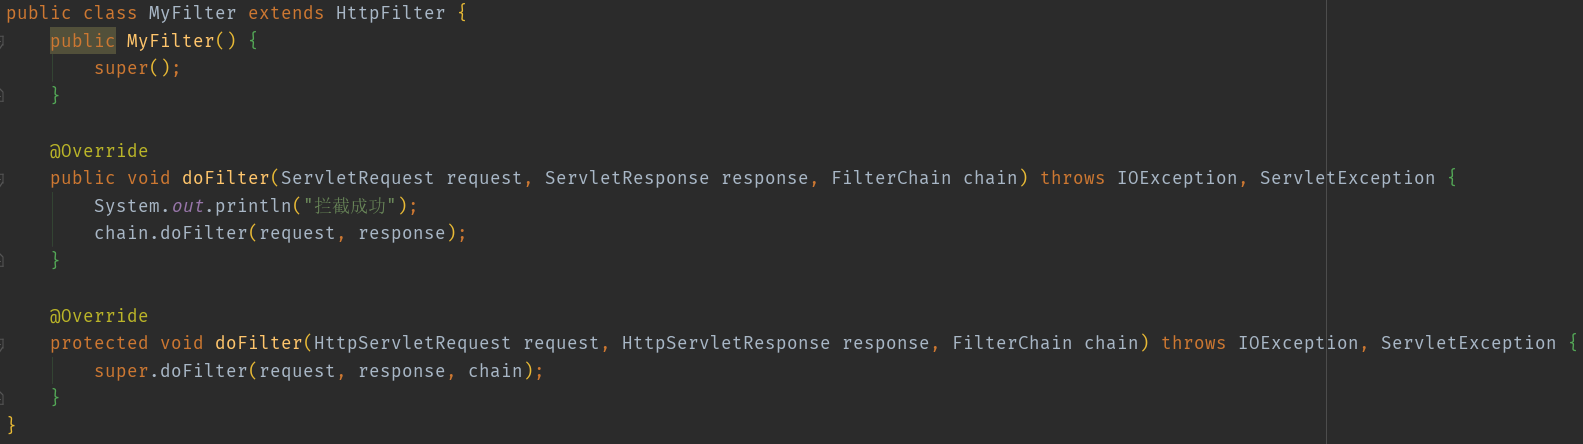 public class MyFilter extends HttpFilter {
    public MyFilter() {
        super();
    }
    @Override
    public void doFilter(ServletRequest request, ServletResponse response, FilterChain chain) throws IOException, ServletException {
        System.out.println("拦截成功");
        chain.doFilter(request, response);
    }
    @Override
    protected void doFilter(HttpServletRequest request, HttpServletResponse response, FilterChain chain) throws IOException, ServletException {
        super.doFilter(request, response, chain);
    }
}